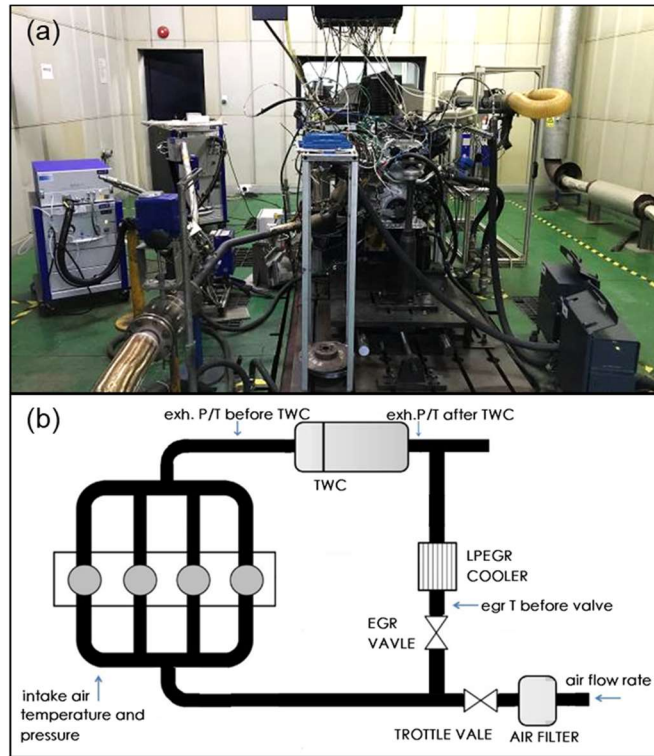 (a)
(b)
exh. P/T before TWC
exh.P/T after TWC
TWC
LPEGR
COOLER
egr T before valve
EGR
VAVLE
intake air
temperature and
pressure
air flow rate
TROTTLE VALE
AIR FILTER